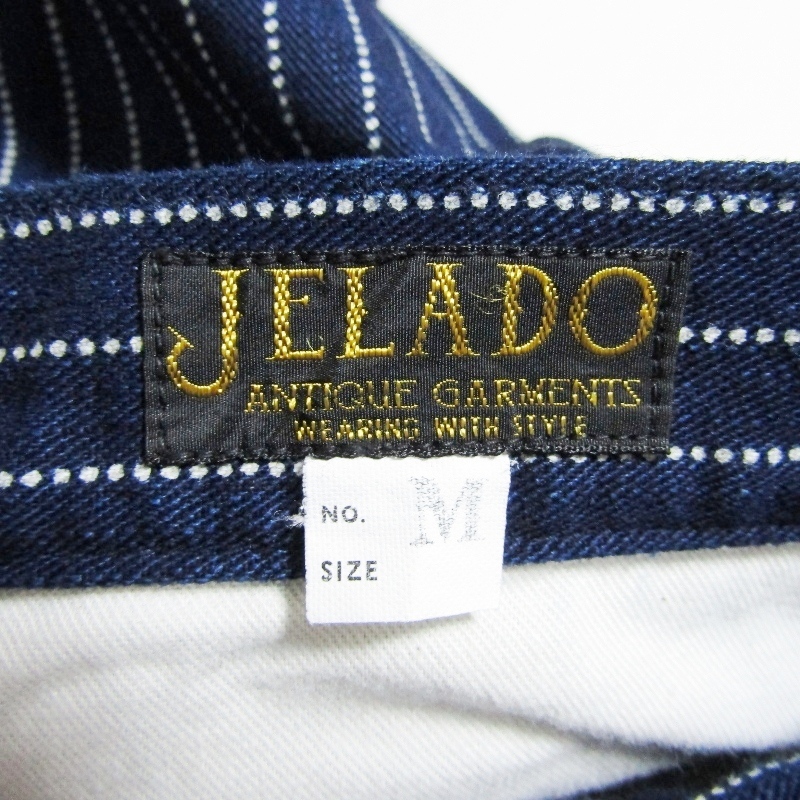 JELADO
ANTIQUE GARMENTS
WEARING WITH STYLE
NO. M
SIZE